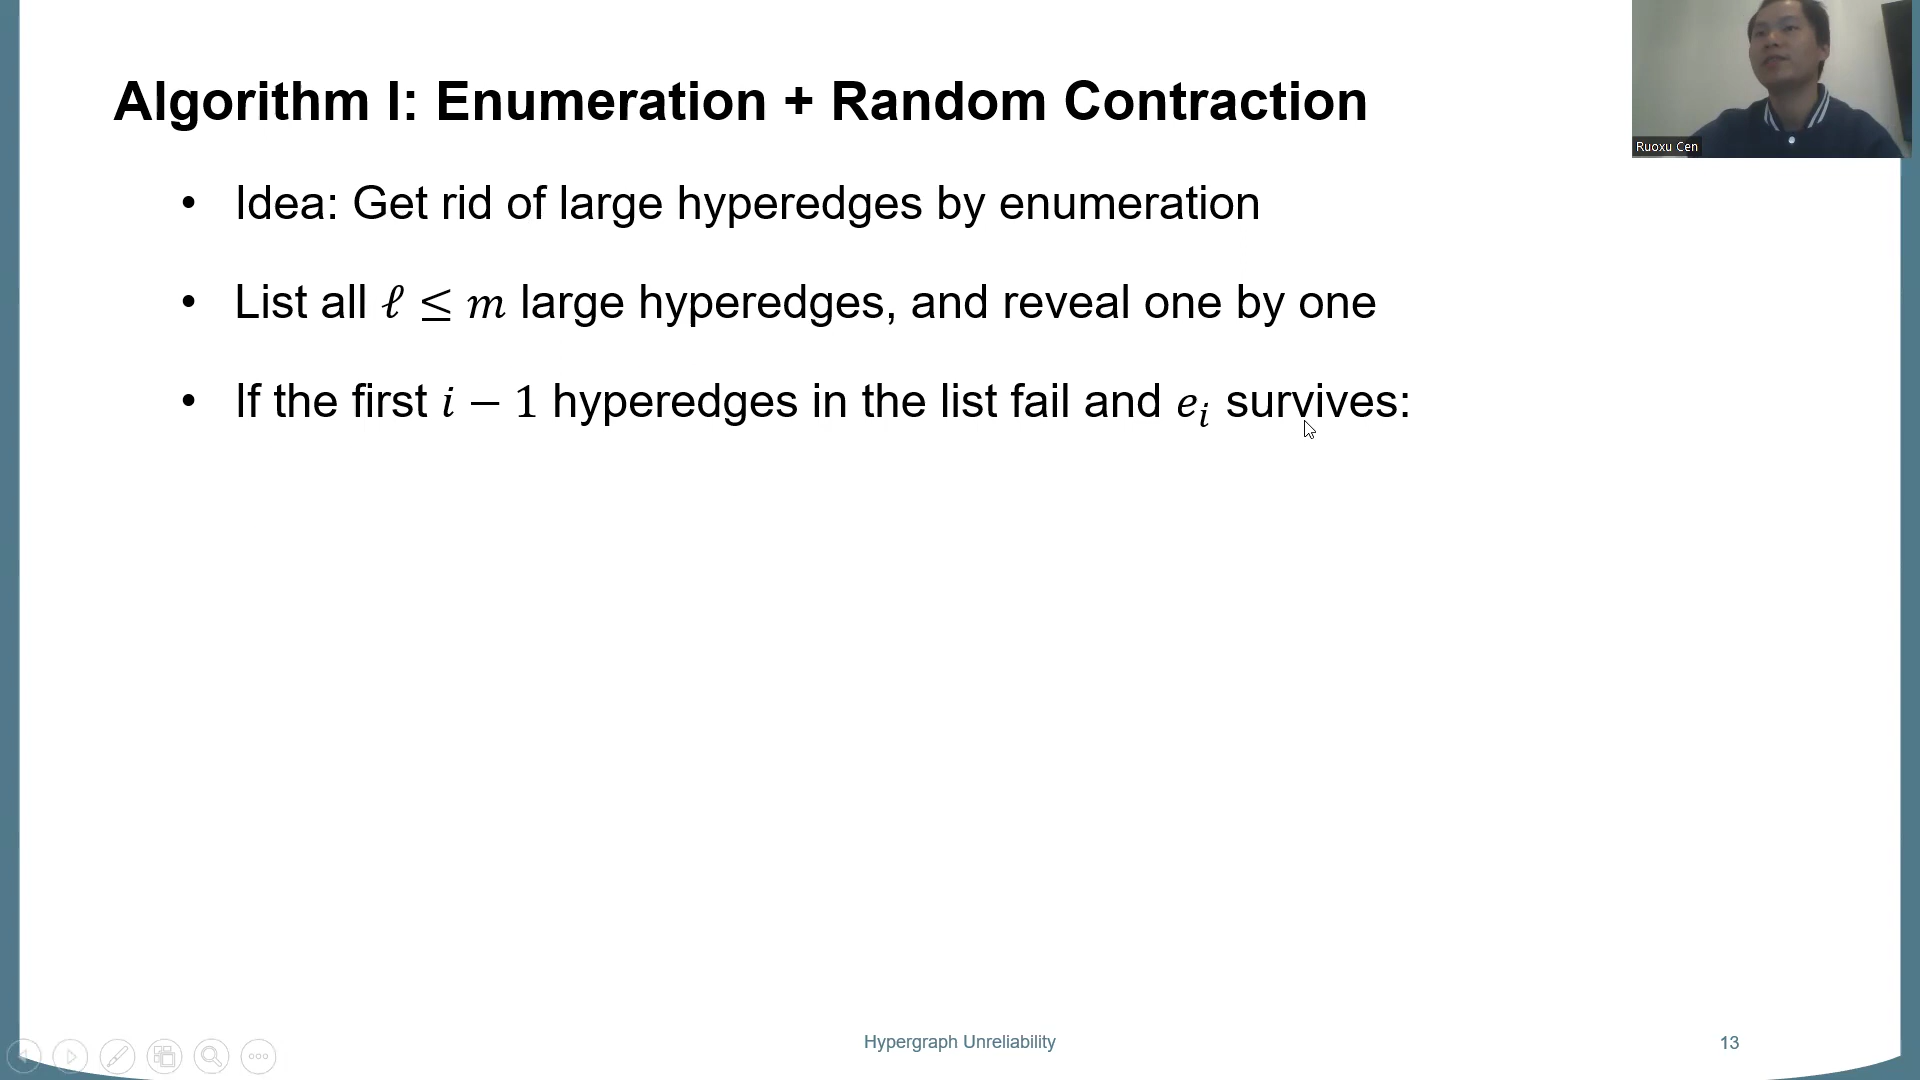 Algorithm I: Enumeration + Random Contraction
Ruoxu Cen
• Idea: Get rid of large hyperedges by enumeration
• List all ℓ ≤ m large hyperedges, and reveal one by one
• If the first i − 1 hyperedges in the list fail and eᵢ survives:
Hypergraph Unreliability
13